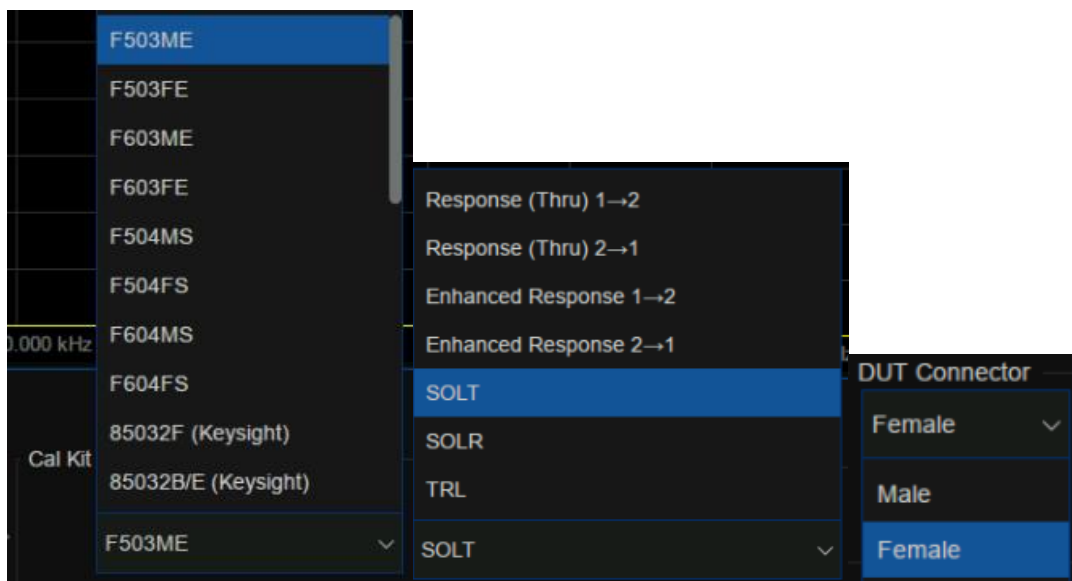 F503ME
F503FE
F603ME
F603FE
F504MS
F504FS
F604MS
F604FS
85032F (Keysight)
85032B/E (Keysight)
F503ME
.000 kHz
Cal Kit
Response (Thru) 1→2
Response (Thru) 2→1
Enhanced Response 1→2
Enhanced Response 2→1
SOLT
SOLR
TRL
SOLT
DUT Connector
Female
Male
Female